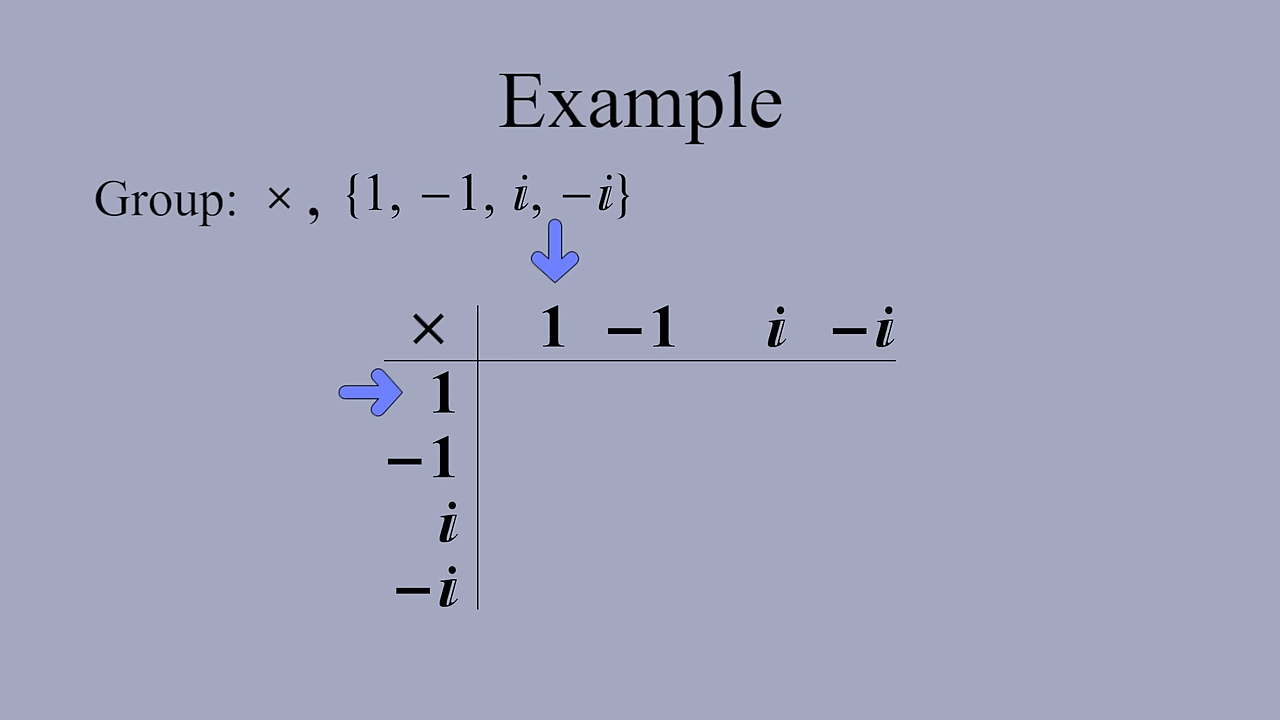 Example
Group: × , {1, −1, i, −i}
× 1 −1 i −i
1
−1
i
−i